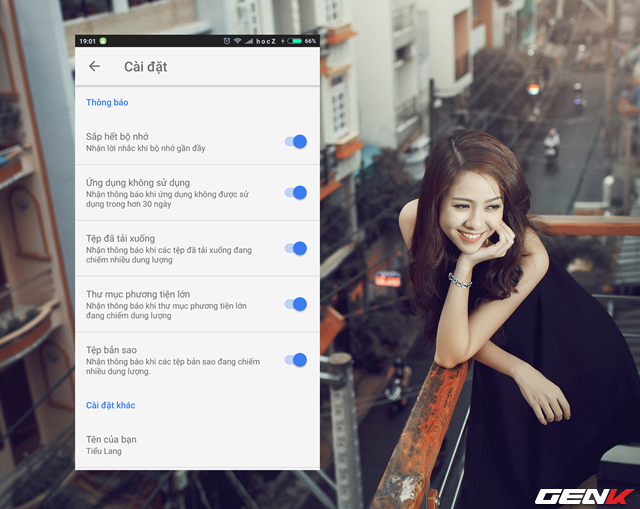 19:01
h o c Z
66%
Cài đặt
Thông báo
Sắp hết bộ nhớ
Nhận lời nhắc khi bộ nhớ gần đầy
Ứng dụng không sử dụng
Nhận thông báo khi ứng dụng không được sử
dụng trong hơn 30 ngày
Tệp đã tải xuống
Nhận thông báo khi các tệp đã tải xuống đang
chiếm nhiều dung lượng
Thư mục phương tiện lớn
Nhận thông báo khi thư mục phương tiện lớn
đang chiếm dung lượng
Tệp bản sao
Nhận thông báo khi các tệp bản sao đang chiếm
nhiều dung lượng.
Cài đặt khác
Tên của bạn
Tiểu Lang
GENK